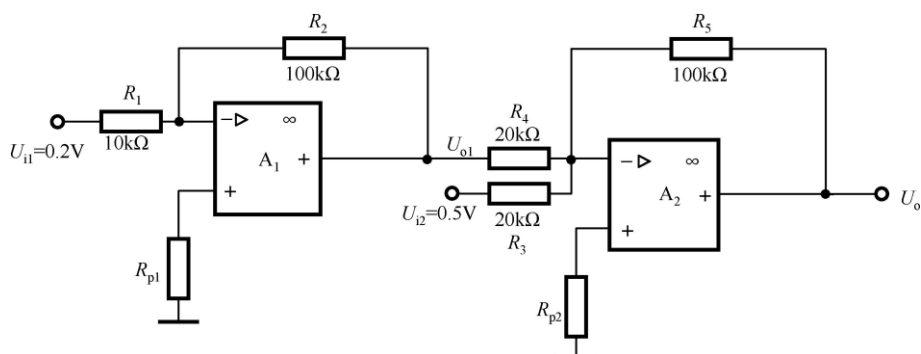 R₂
100kΩ
R₅
100kΩ
R₁
10kΩ
Uᵢ₁=0.2V
− ▷ ∞
A₁ +
+
Rₚ₁
Uₒ₁
R₄
20kΩ
Uᵢ₂=0.5V
20kΩ
R₃
− ▷ ∞
A₂ +
+
Rₚ₂
Uₒ